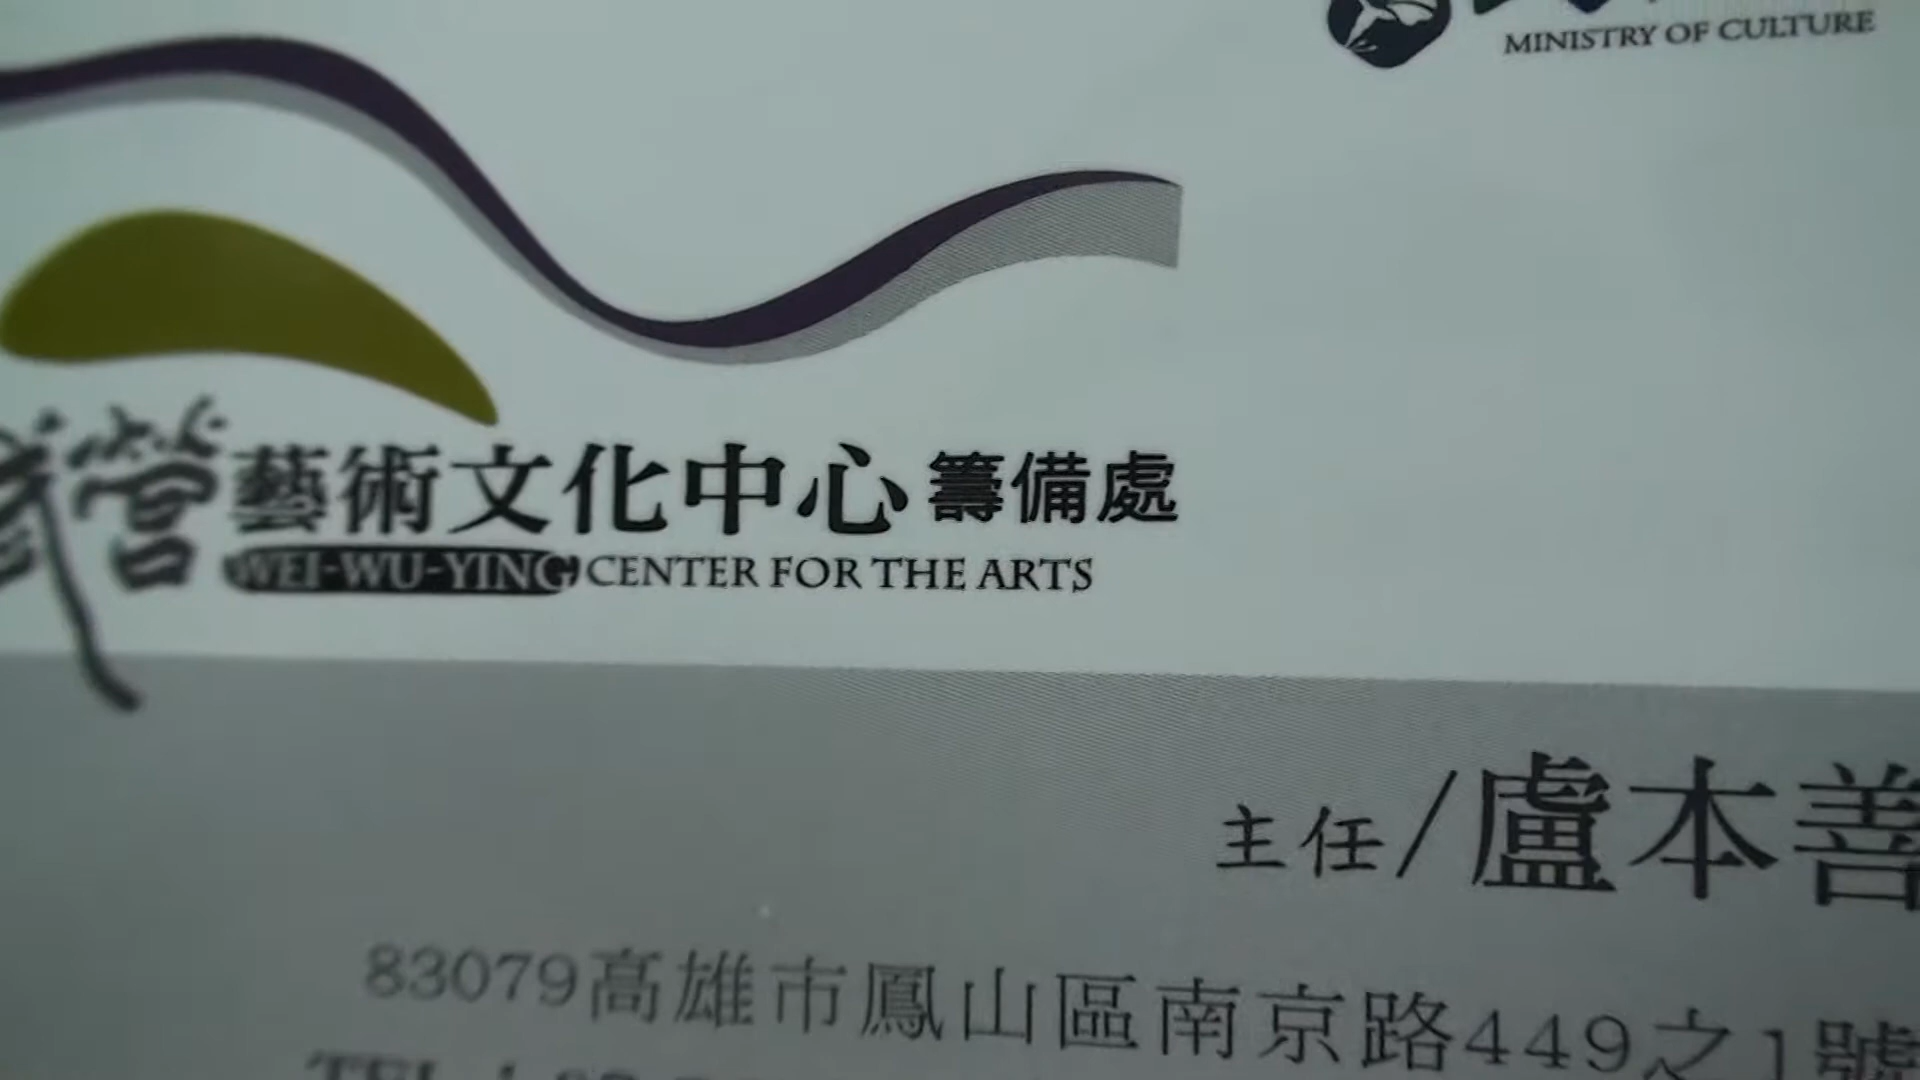 MINISTRY OF CULTURE
武營藝術文化中心籌備處
WEI-WU-YING CENTER FOR THE ARTS
主任/盧本善
83079高雄市鳳山區南京路449之1號